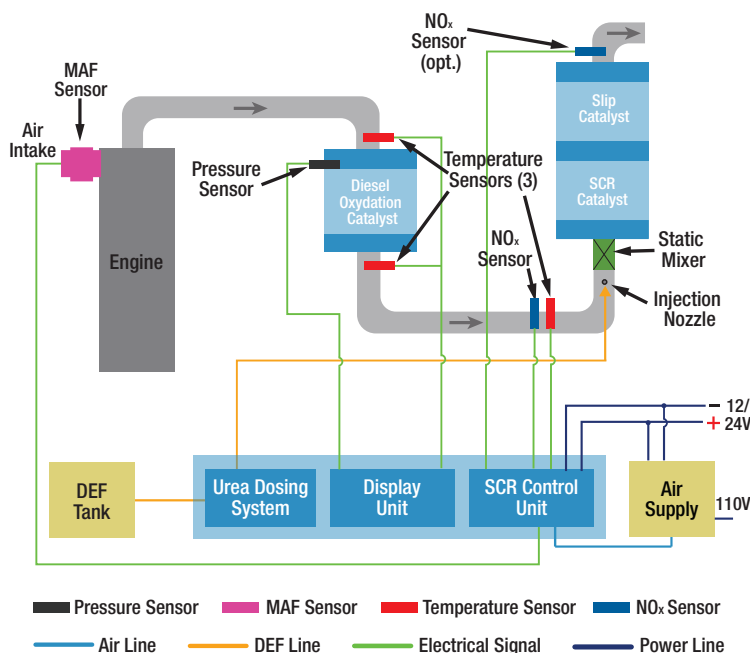 NOx
Sensor
(opt.)
MAF
Sensor
Air
Intake
Pressure
Sensor
Temperature
Sensors (3)
Diesel
Oxydation
Catalyst
Slip
Catalyst
SCR
Catalyst
NOx
Sensor
Static
Mixer
Engine
Injection
Nozzle
− 12/
+ 24V
DEF
Tank
Urea Dosing
System
Display
Unit
SCR Control
Unit
Air
Supply
110V
Pressure Sensor
MAF Sensor
Temperature Sensor
NOx Sensor
Air Line
DEF Line
Electrical Signal
Power Line